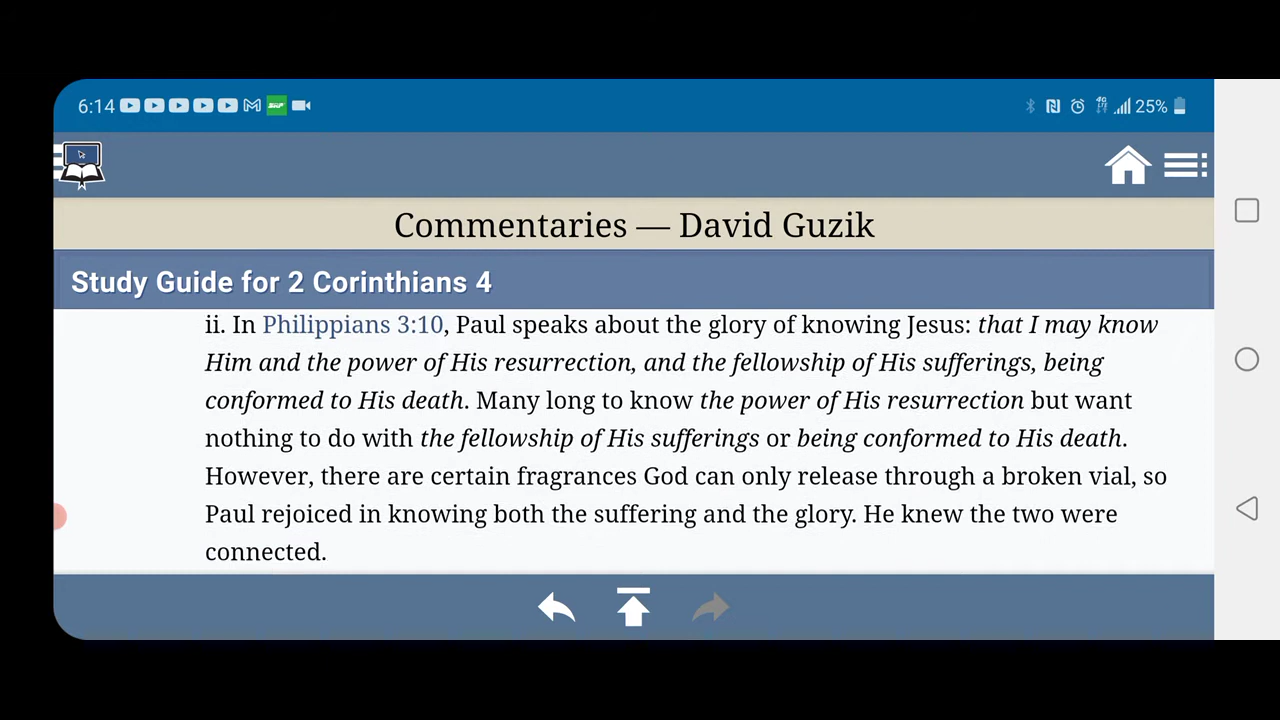 6:14 25%
Commentaries — David Guzik
Study Guide for 2 Corinthians 4
ii. In Philippians 3:10, Paul speaks about the glory of knowing Jesus: that I may know
Him and the power of His resurrection, and the fellowship of His sufferings, being
conformed to His death. Many long to know the power of His resurrection but want
nothing to do with the fellowship of His sufferings or being conformed to His death.
However, there are certain fragrances God can only release through a broken vial, so
Paul rejoiced in knowing both the suffering and the glory. He knew the two were
connected.